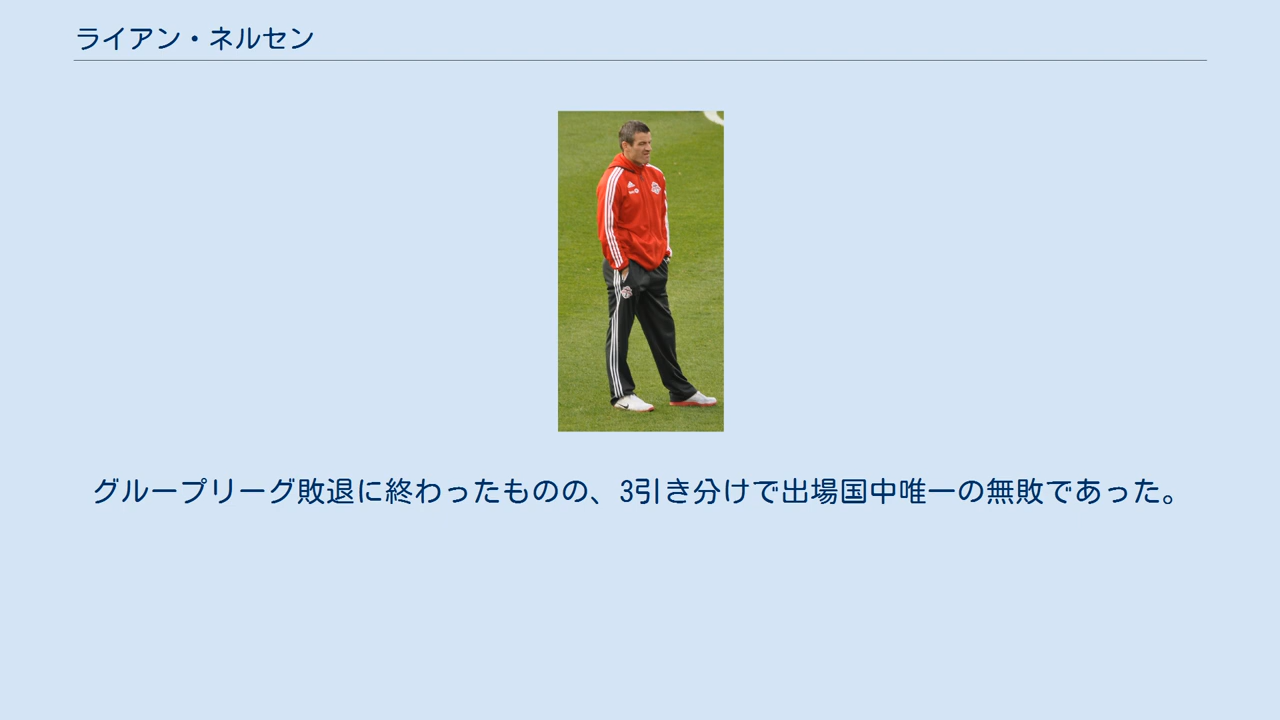 ライアン・ネルセン
グループリーグ敗退に終わったものの、3引き分けで出場国中唯一の無敗であった。